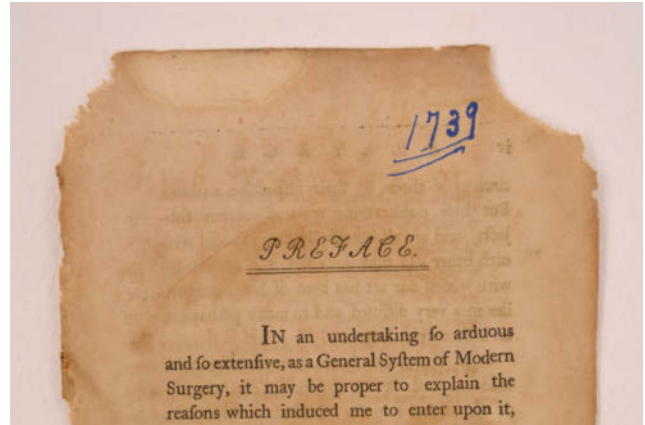 1739
PREFACE.
IN an undertaking ſo arduous
and ſo extenſive, as a General Syſtem of Modern
Surgery, it may be proper to explain the
reaſons which induced me to enter upon it,